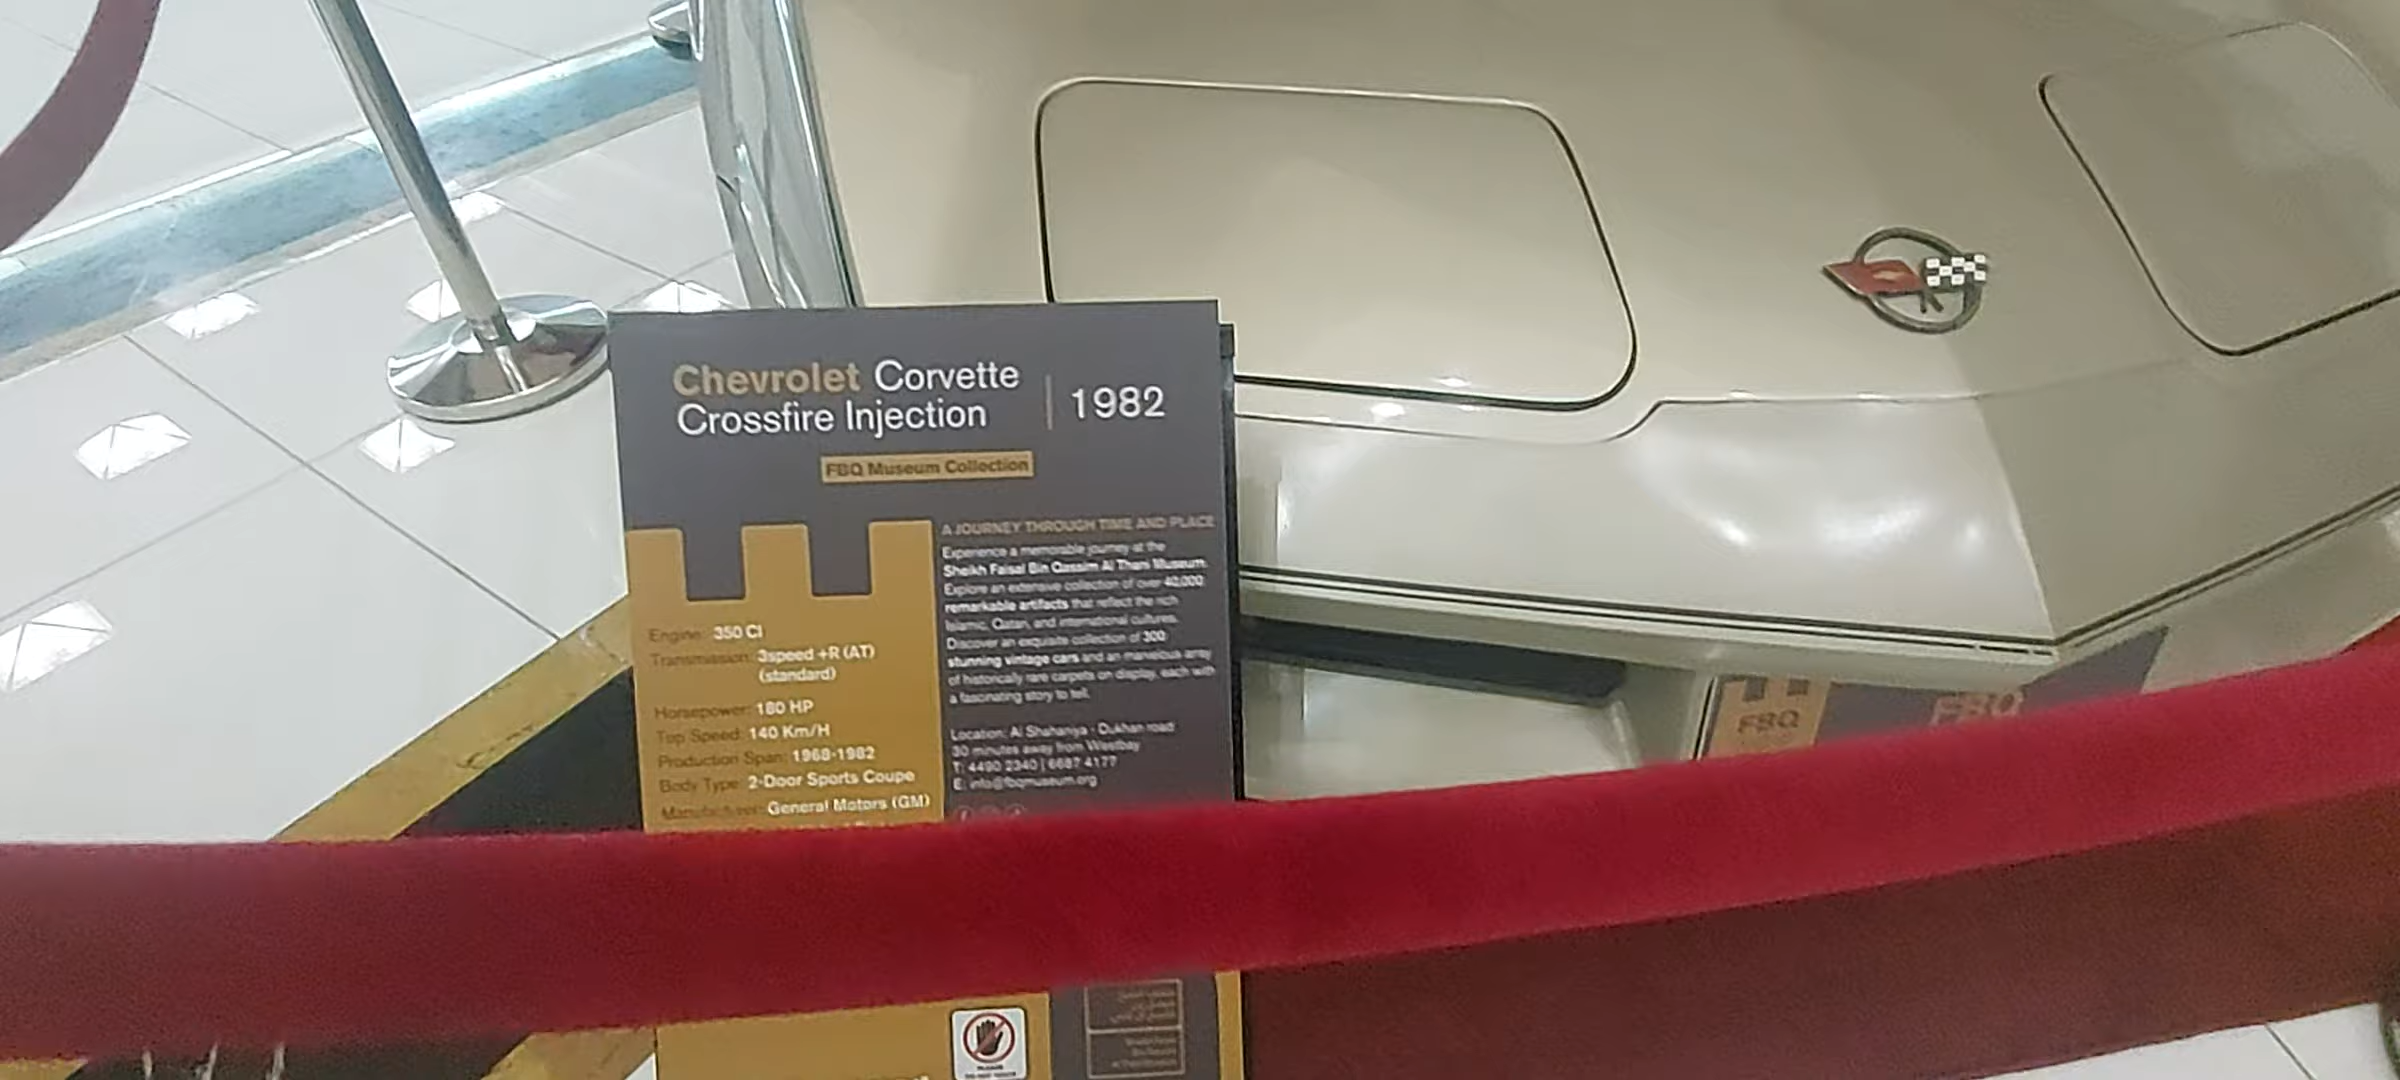 Chevrolet Corvette
Crossfire Injection
1982
FBQ Museum Collection
A JOURNEY THROUGH TIME AND PLACE
Experience a memorable journey at the
Sheikh Faisal Bin Qassim Al Thani Museum.
Explore an extensive collection of over 40,000
remarkable artifacts that reflect the rich
Islamic, Qatari, and international cultures.
Discover an exquisite collection of 300
stunning vintage cars and an marvelous array
of historically rare carpets on display, each with
a fascinating story to tell.
Location: Al Shahaniya - Dukhan road
30 minutes away from Westbay
T: 4490 2340 | 6687 4177
E: info@fbqmuseum.org
Engine: 350 CI
Transmission: 3speed +R (AT)
(standard)
Horsepower: 180 HP
Top Speed: 140 Km/H
Production Span: 1968-1982
Body Type: 2-Door Sports Coupe
Manufacturer: General Motors (GM)
FBQ
FBQ